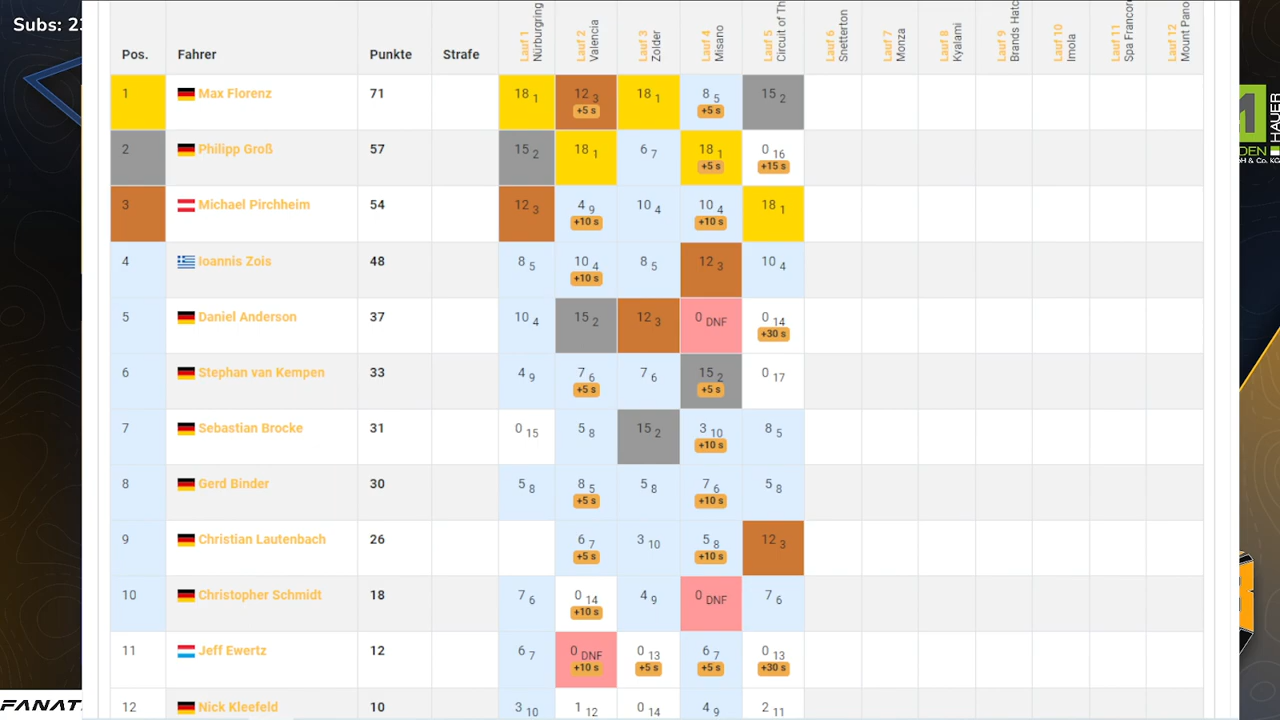 Subs: 23
Pos. Fahrer Punkte Strafe Lauf 1 Nürburgring Lauf 2 Valencia Lauf 3 Zolder Lauf 4 Misano Lauf 5 Circuit of Th Lauf 6 Snetterton Lauf 7 Monza Lauf 8 Kyalami Lauf 9 Brands Hatc Lauf 10 Imola Lauf 11 Spa Francor Lauf 12 Mount Pano
1 Max Florenz 71 18 1 12 3 +5 s 18 1 8 5 +5 s 15 2
2 Philipp Groß 57 15 2 18 1 6 7 18 1 +5 s 0 16 +15 s
3 Michael Pirchheim 54 12 3 4 9 +10 s 10 4 10 4 +10 s 18 1
4 Ioannis Zois 48 8 5 10 4 +10 s 8 5 12 3 10 4
5 Daniel Anderson 37 10 4 15 2 12 3 0 DNF 0 14 +30 s
6 Stephan van Kempen 33 4 9 7 6 +5 s 7 6 15 2 +5 s 0 17
7 Sebastian Brocke 31 0 15 5 8 15 2 3 10 +10 s 8 5
8 Gerd Binder 30 5 8 8 5 +5 s 5 8 7 6 +10 s 5 8
9 Christian Lautenbach 26 6 7 +5 s 3 10 5 8 +10 s 12 3
10 Christopher Schmidt 18 7 6 0 14 +10 s 4 9 0 DNF 7 6
11 Jeff Ewertz 12 6 7 0 DNF +10 s 0 13 +5 s 6 7 +5 s 0 13 +30 s
12 Nick Kleefeld 10 3 10 1 12 0 14 4 9 2 11
HAUER
DEN
H & Co. KG
FANAT